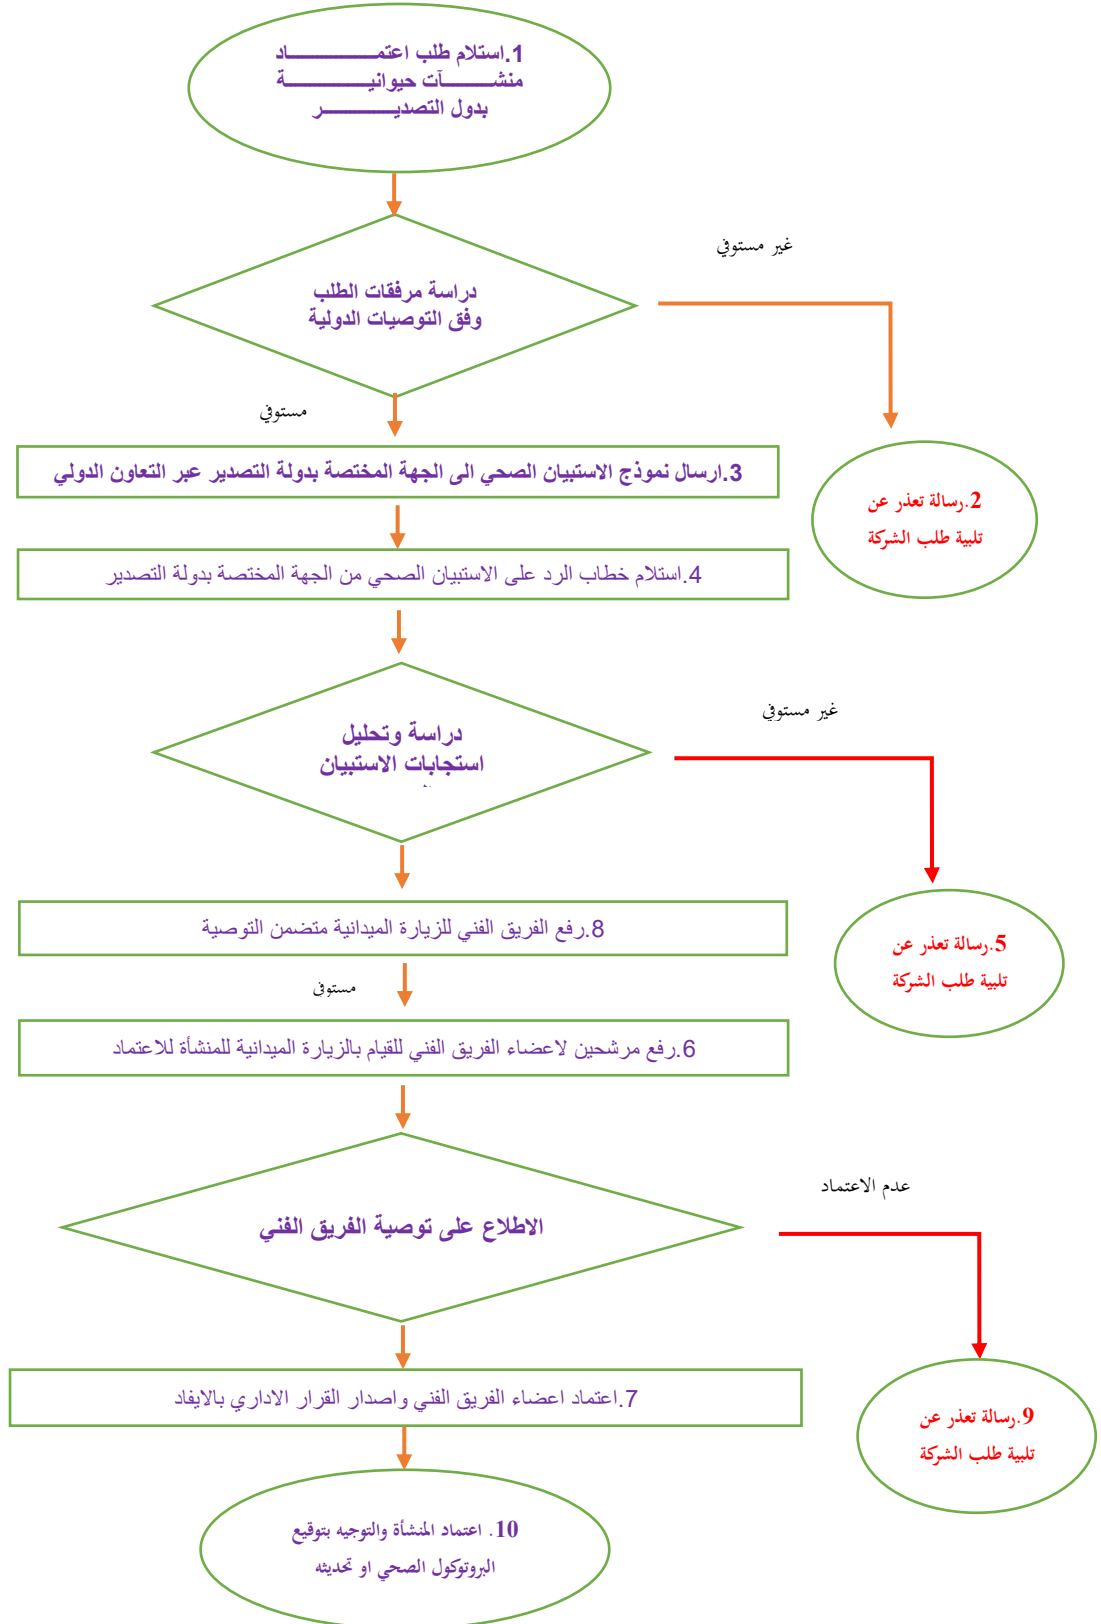 1.استلام طلب اعتمـــــــــاد
منشـــــــآت حيوانيـــــــــة
بدول التصديـــــــــر
غير مستوفي
دراسة مرفقات الطلب
وفق التوصيات الدولية
مستوفي
3.ارسال نموذج الاستبيان الصحي الى الجهة المختصة بدولة التصدير عبر التعاون الدولي
2.رسالة تعذر عن
تلبية طلب الشركة
4.استلام خطاب الرد على الاستبيان الصحي من الجهة المختصة بدولة التصدير
غير مستوفي
دراسة وتحليل
استجابات الاستبيان
8.رفع الفريق الفني للزيارة الميدانية متضمن التوصية
5.رسالة تعذر عن
تلبية طلب الشركة
مستوفي
6.رفع مرشحين لاعضاء الفريق الفني للقيام بالزيارة الميدانية للمنشأة للاعتماد
عدم الاعتماد
الاطلاع على توصية الفريق الفني
7.اعتماد اعضاء الفريق الفني واصدار القرار الاداري بالايفاد
9.رسالة تعذر عن
تلبية طلب الشركة
10. اعتماد المنشأة والتوجيه بتوقيع
البروتوكول الصحي او تحديثه